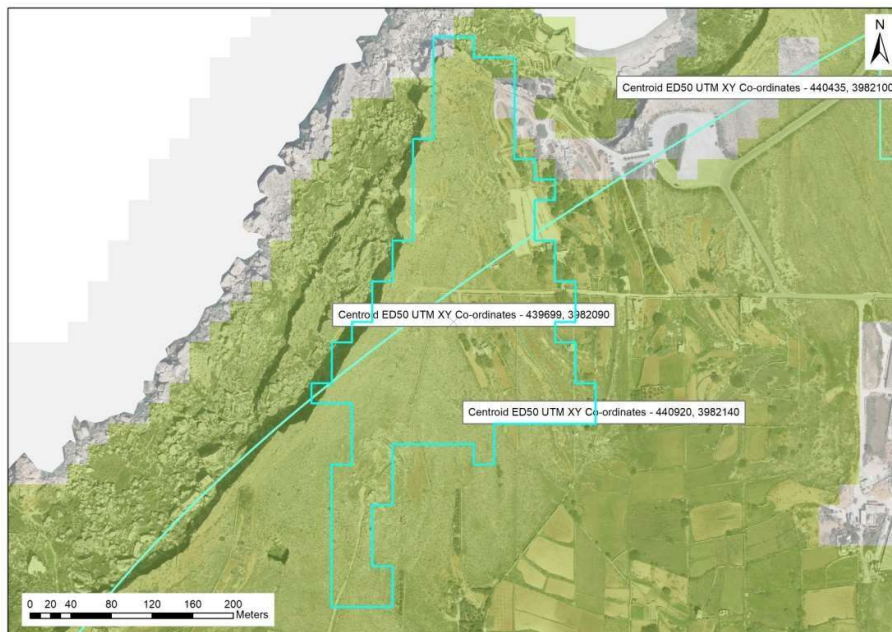 N
Centroid ED50 UTM XY Co-ordinates - 440435, 3982100
Centroid ED50 UTM XY Co-ordinates - 439699, 3982090
Centroid ED50 UTM XY Co-ordinates - 440920, 3982140
0 20 40 80 120 160 200
Meters